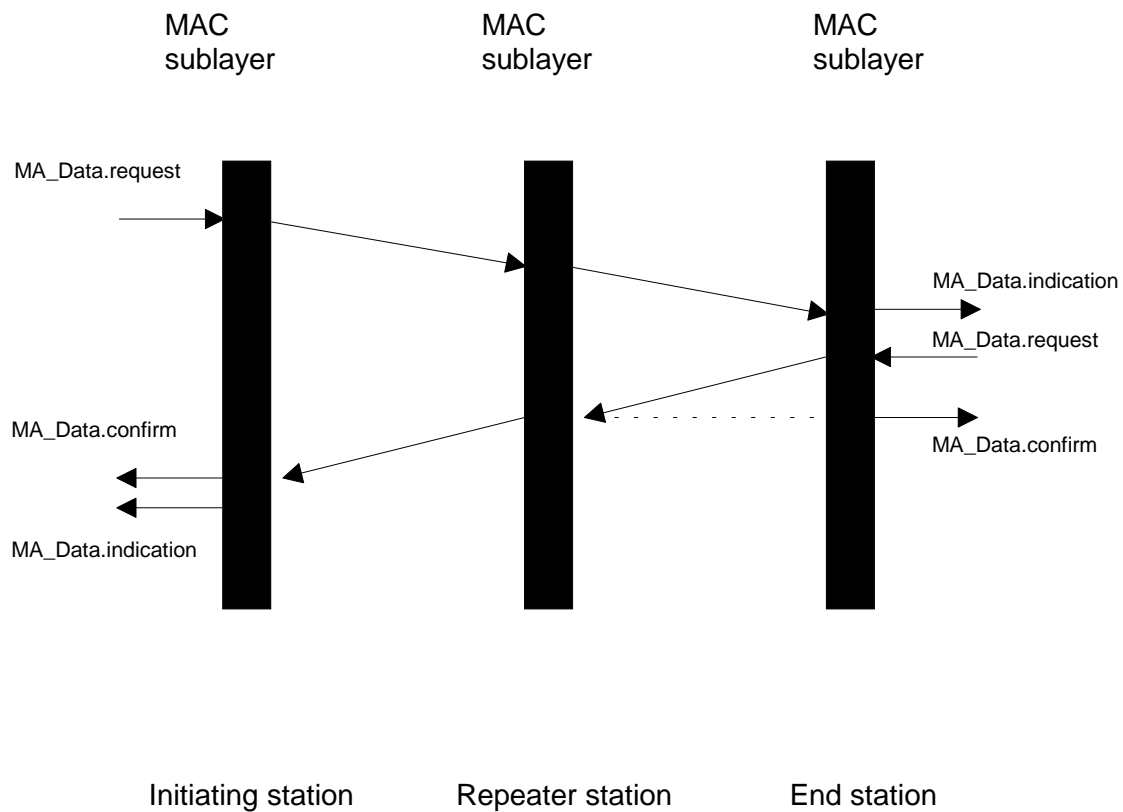 MAC
sublayer
MAC
sublayer
MAC
sublayer
MA_Data.request
MA_Data.indication
MA_Data.request
MA_Data.confirm
MA_Data.confirm
MA_Data.indication
Initiating station
Repeater station
End station